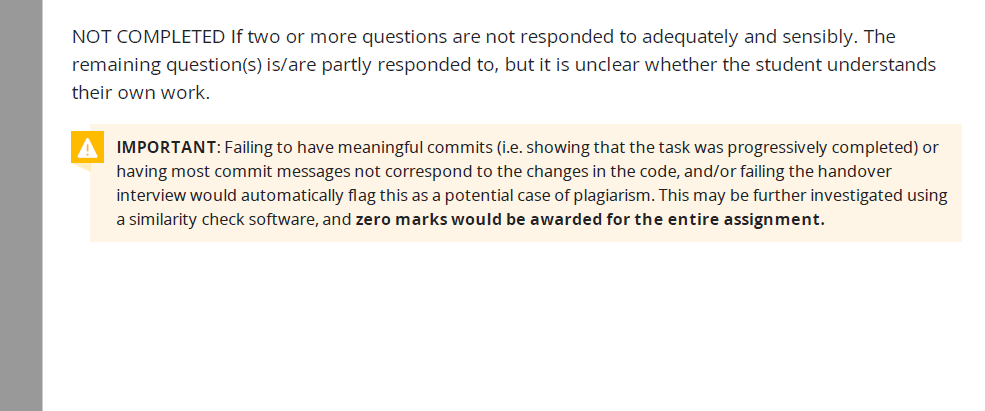 NOT COMPLETED If two or more questions are not responded to adequately and sensibly. The
remaining question(s) is/are partly responded to, but it is unclear whether the student understands
their own work.
IMPORTANT: Failing to have meaningful commits (i.e. showing that the task was progressively completed) or
having most commit messages not correspond to the changes in the code, and/or failing the handover
interview would automatically flag this as a potential case of plagiarism. This may be further investigated using
a similarity check software, and zero marks would be awarded for the entire assignment.